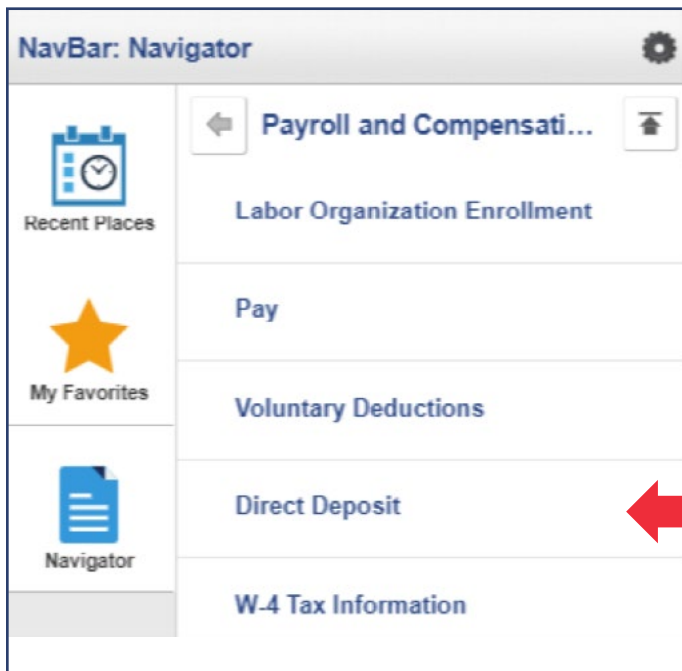 NavBar: Navigator
Payroll and Compensati...
Recent Places
Labor Organization Enrollment
Pay
My Favorites
Voluntary Deductions
Direct Deposit
Navigator
W-4 Tax Information